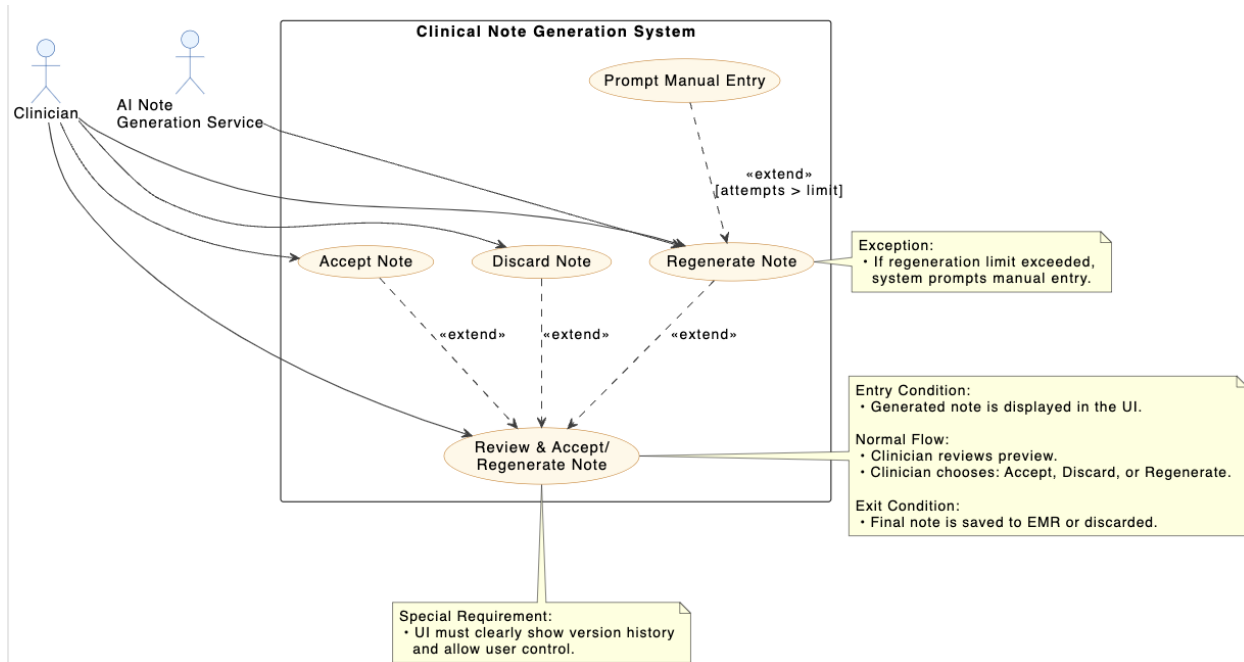 Clinical Note Generation System
Clinician
AI Note
Generation Service
Prompt Manual Entry
«extend»
[attempts > limit]
Accept Note
Discard Note
Regenerate Note
Exception:
• If regeneration limit exceeded,
system prompts manual entry.
«extend»
«extend»
«extend»
Review & Accept/
Regenerate Note
Entry Condition:
• Generated note is displayed in the UI.
Normal Flow:
• Clinician reviews preview.
• Clinician chooses: Accept, Discard, or Regenerate.
Exit Condition:
• Final note is saved to EMR or discarded.
Special Requirement:
• UI must clearly show version history
and allow user control.